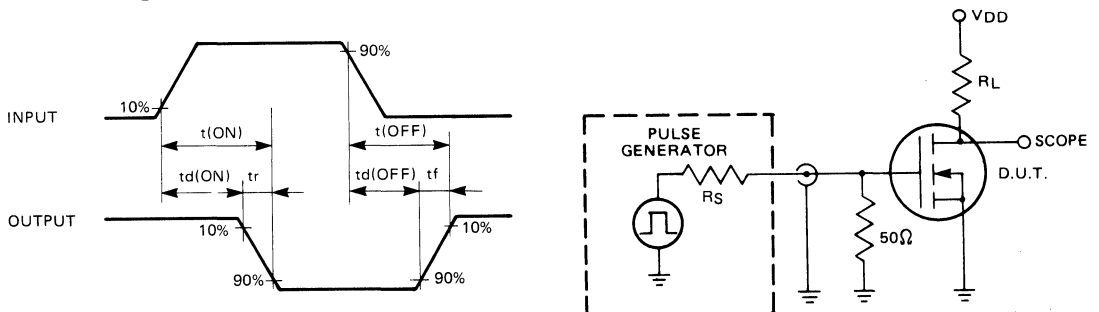 INPUT
10%
90%
t(ON)
t(OFF)
td(ON)
tr
td(OFF)
tf
OUTPUT
10%
90%
10%
90%
PULSE
GENERATOR
RS
50Ω
VDD
RL
SCOPE
D.U.T.